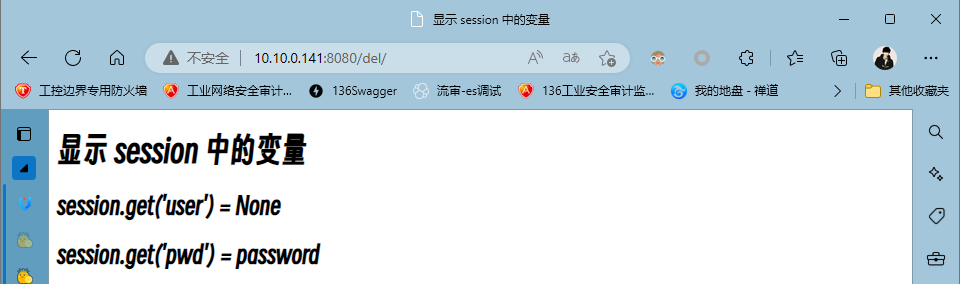 显示 session 中的变量
不安全 10.10.0.141:8080/del/ A aあ
工控边界专用防火墙 工业网络安全审计... 136Swagger 流审-es调试 136工业安全审计监... 我的地盘 - 禅道 其他收藏夹
显示 session 中的变量
session.get('user') = None
session.get('pwd') = password